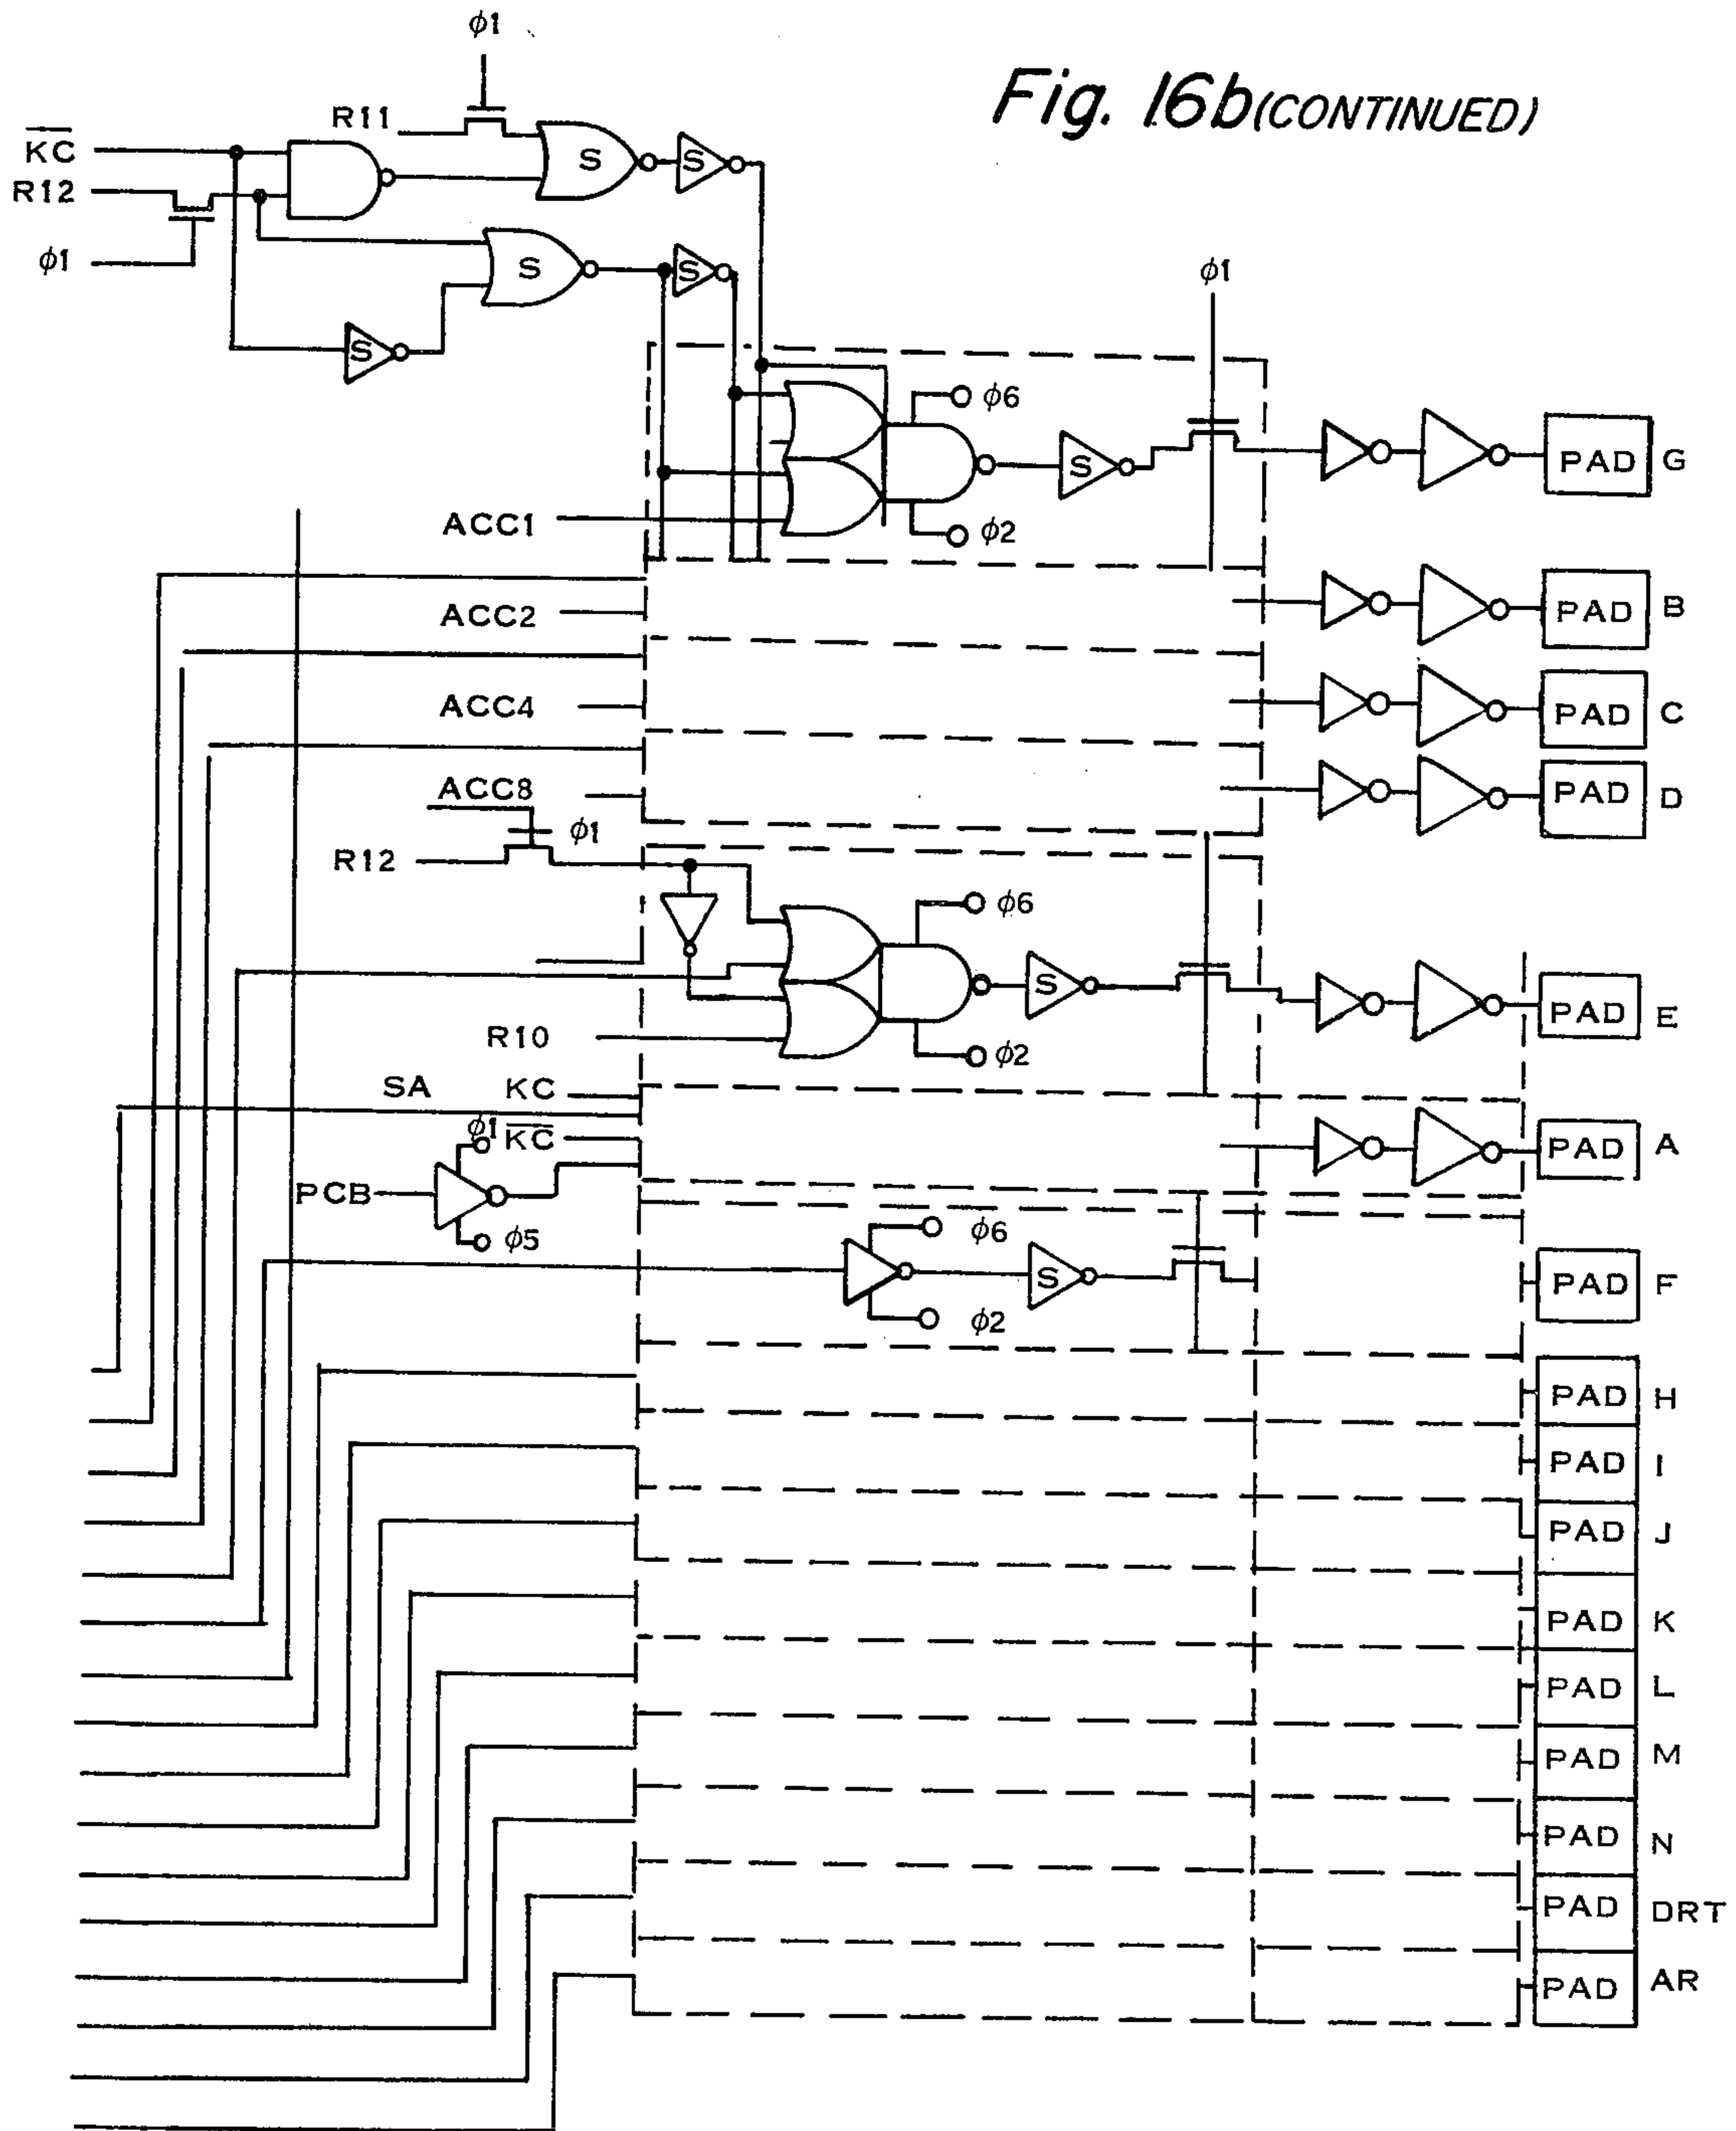 Fig. 16b (CONTINUED)
φ1
R11
K̅C̅
R12
φ1
S
S
S
S
S
φ1
φ6
S
PAD G
ACC1
φ2
ACC2
PAD B
ACC4
PAD C
ACC8
PAD D
φ1
R12
φ6
S
PAD E
R10
φ2
SA
KC
φ1
K̅C̅
PAD A
PCB
φ5
φ6
S
PAD F
φ2
PAD H
PAD I
PAD J
PAD K
PAD L
PAD M
PAD N
PAD DRT
PAD AR